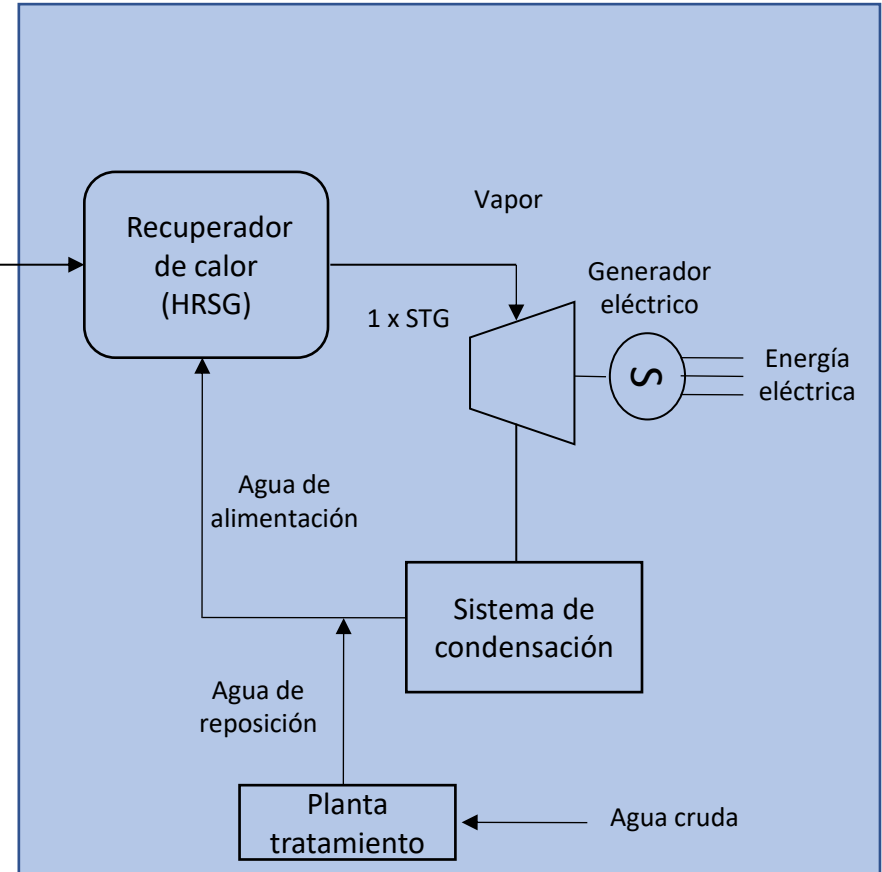 Recuperador
de calor
(HRSG)
Vapor
1 x STG
Generador
eléctrico
Energía
eléctrica
Agua de
alimentación
Sistema de
condensación
Agua de
reposición
Planta
tratamiento
Agua cruda